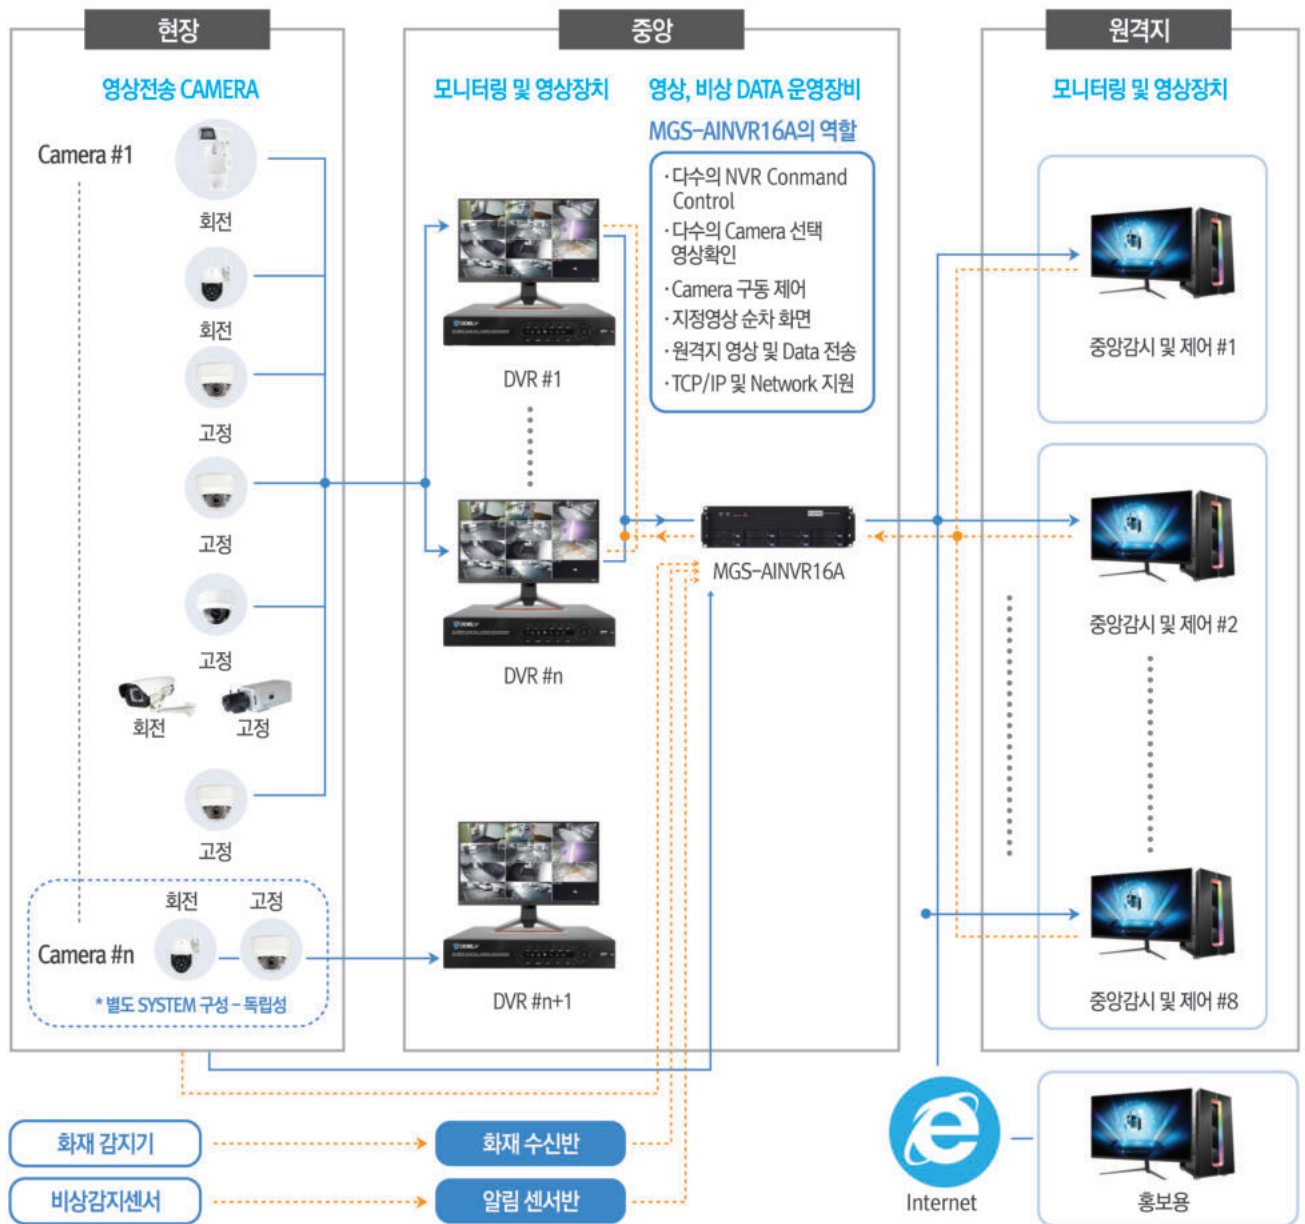 현장
영상전송 CAMERA
Camera #1
회전
회전
고정
고정
고정
회전
고정
고정
회전
고정
Camera #n
* 별도 SYSTEM 구성 – 독립성
중앙
모니터링 및 영상장치
DVR #1
DVR #n
DVR #n+1
영상, 비상 DATA 운영장비
MGS-AINVR16A의 역할
· 다수의 NVR Conmand
Control
· 다수의 Camera 선택
영상확인
· Camera 구동 제어
· 지정영상 순차 화면
· 원격지 영상 및 Data 전송
· TCP/IP 및 Network 지원
MGS-AINVR16A
원격지
모니터링 및 영상장치
중앙감시 및 제어 #1
중앙감시 및 제어 #2
중앙감시 및 제어 #8
화재 감지기
화재 수신반
비상감지센서
알림 센서반
Internet
홍보용